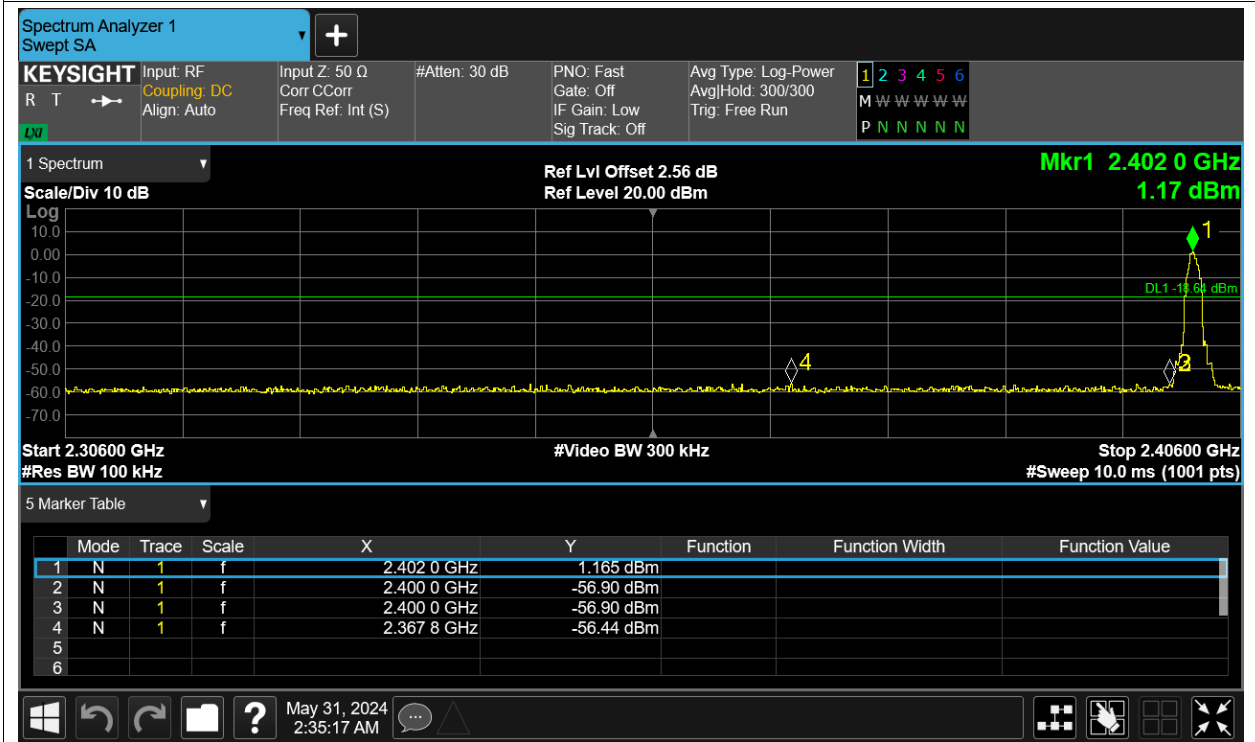 Spectrum Analyzer 1
Swept SA
+
KEYSIGHT
R T
LXI
Input: RF
Coupling: DC
Align: Auto
Input Z: 50 Ω
Corr CCorr
Freq Ref: Int (S)
#Atten: 30 dB
PNO: Fast
Gate: Off
IF Gain: Low
Sig Track: Off
Avg Type: Log-Power
Avg|Hold: 300/300
Trig: Free Run
1 2 3 4 5 6
M W W W W W
P N N N N N
1 Spectrum
Scale/Div 10 dB
Ref Lvl Offset 2.56 dB
Ref Level 20.00 dBm
Mkr1 2.402 0 GHz
1.17 dBm
Log
10.0
0.00
-10.0
-20.0
-30.0
-40.0
-50.0
-60.0
-70.0
1
DL1 -18.64 dBm
4
Start 2.30600 GHz
#Video BW 300 kHz
Stop 2.40600 GHz
#Res BW 100 kHz
#Sweep 10.0 ms (1001 pts)
5 Marker Table
Mode Trace Scale X Y Function Function Width Function Value
1 N 1 f 2.402 0 GHz 1.165 dBm
2 N 1 f 2.400 0 GHz -56.90 dBm
3 N 1 f 2.400 0 GHz -56.90 dBm
4 N 1 f 2.367 8 GHz -56.44 dBm
5
6
?
May 31, 2024
2:35:17 AM